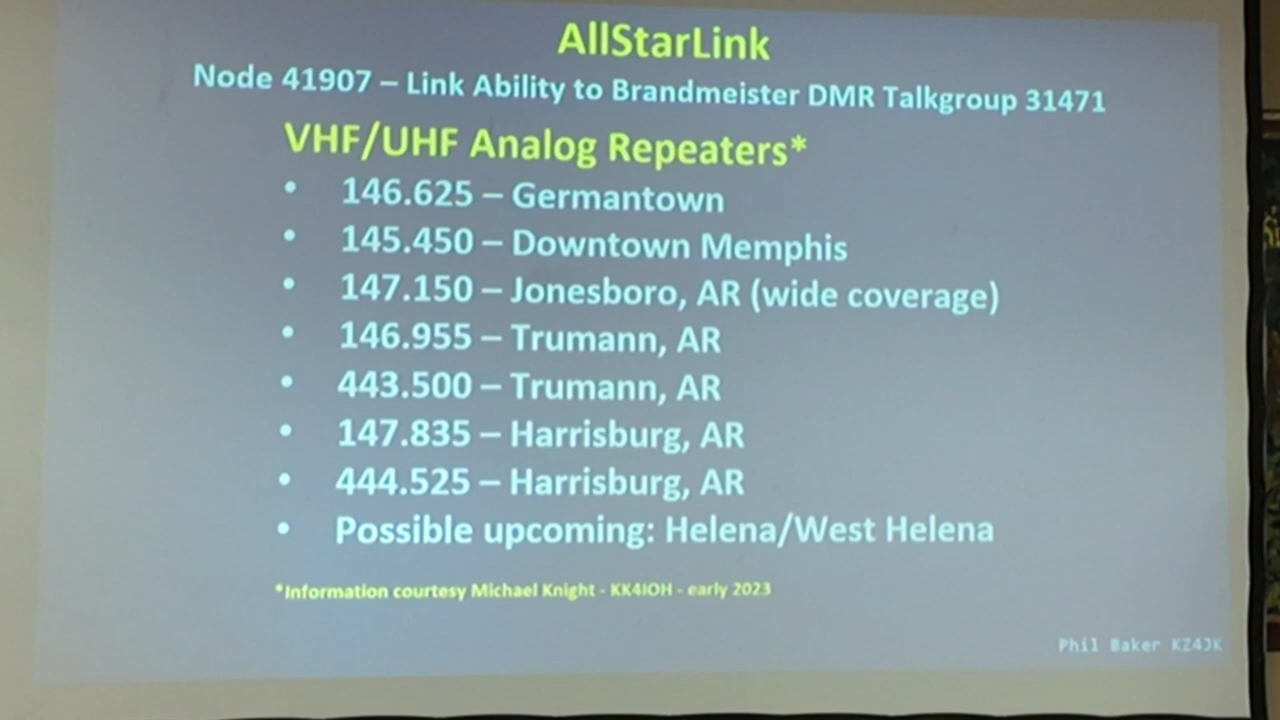 AllStarLink
Node 41907 – Link Ability to Brandmeister DMR Talkgroup 31471
VHF/UHF Analog Repeaters*
• 146.625 – Germantown
• 145.450 – Downtown Memphis
• 147.150 – Jonesboro, AR (wide coverage)
• 146.955 – Trumann, AR
• 443.500 – Trumann, AR
• 147.835 – Harrisburg, AR
• 444.525 – Harrisburg, AR
• Possible upcoming: Helena/West Helena
*Information courtesy Michael Knight - KK4IOH - early 2023
Phil Baker KZ4JK